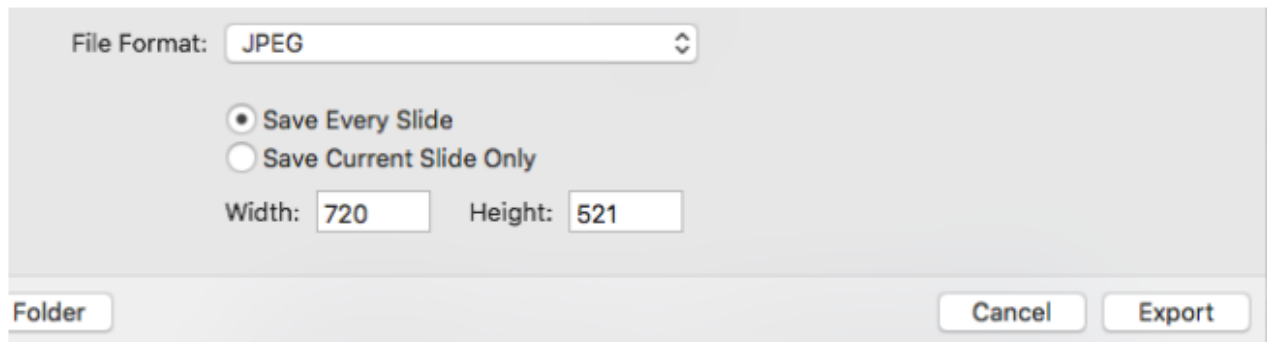 File Format: JPEG
Save Every Slide
Save Current Slide Only
Width: 720 Height: 521
Folder Cancel Export